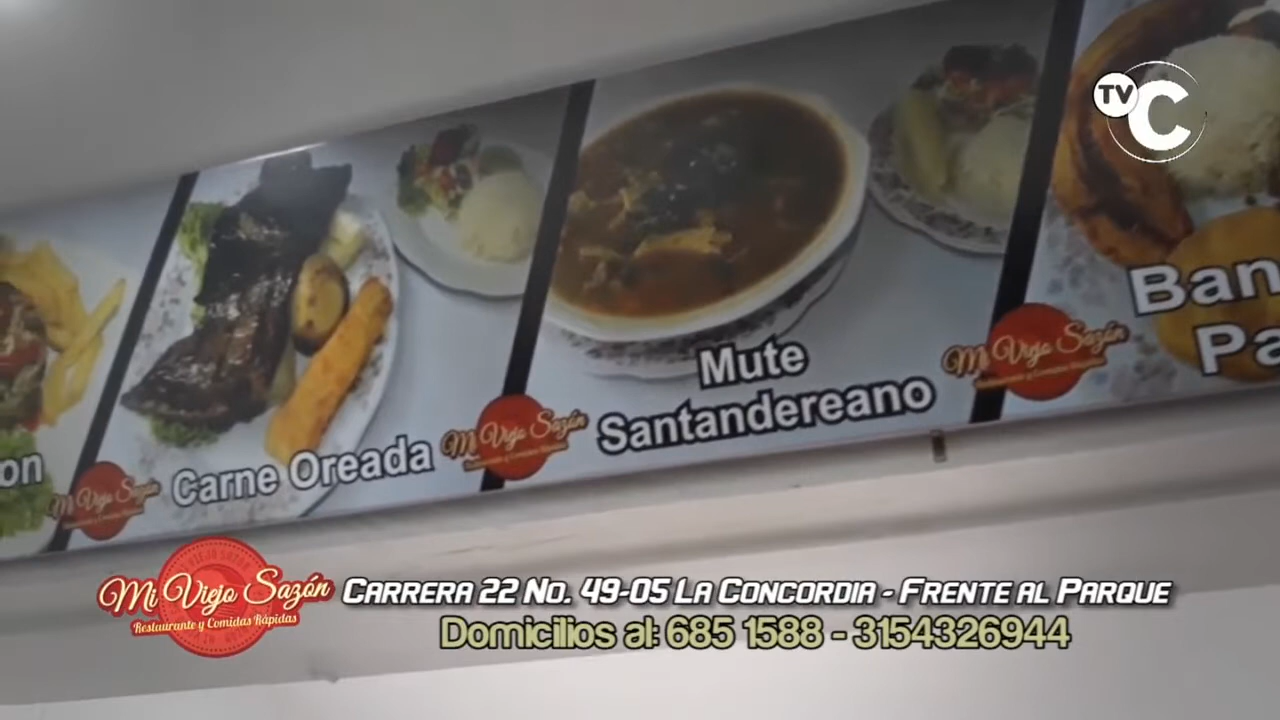 TV C
Ban
Pa
Mute
Santandereano
Mi Viejo Sazón
Carne Oreada
Mi Viejo Sazón
on
Mi Viejo Sazón
Mi Viejo Sazón
Restaurante y Comidas Rápidas
CARRERA 22 NO. 49-05 LA CONCORDIA - FRENTE AL PARQUE
Domicilios al: 685 1588 - 3154326944